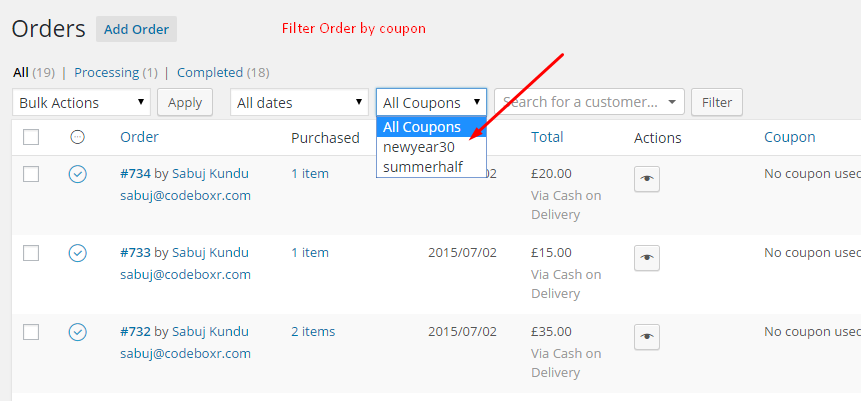 Orders Add Order Filter Order by coupon
All (19) | Processing (1) | Completed (18)
Bulk Actions Apply All dates All Coupons Search for a customer... Filter
All Coupons
newyear30
summerhalf
Order Purchased Total Actions Coupon
#734 by Sabuj Kundu 1 item 02 £20.00 No coupon used
sabuj@codeboxr.com Via Cash on
Delivery
#733 by Sabuj Kundu 1 item 2015/07/02 £15.00 No coupon used
sabuj@codeboxr.com Via Cash on
Delivery
#732 by Sabuj Kundu 2 items 2015/07/02 £35.00 No coupon used
sabuj@codeboxr.com Via Cash on
Delivery